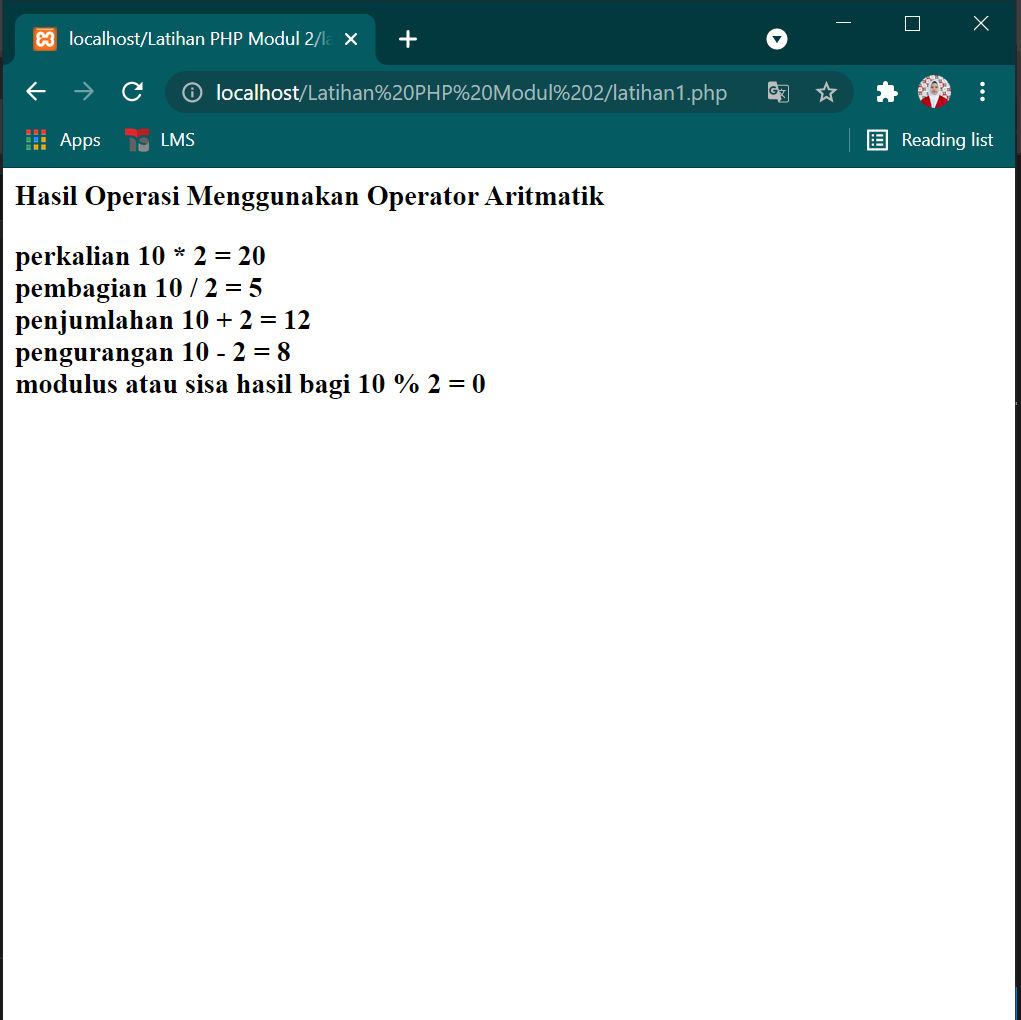 localhost/Latihan PHP Modul 2/la
localhost/Latihan%20PHP%20Modul%202/latihan1.php
Apps
LMS
Reading list
Hasil Operasi Menggunakan Operator Aritmatik
perkalian 10 * 2 = 20
pembagian 10 / 2 = 5
penjumlahan 10 + 2 = 12
pengurangan 10 - 2 = 8
modulus atau sisa hasil bagi 10 % 2 = 0